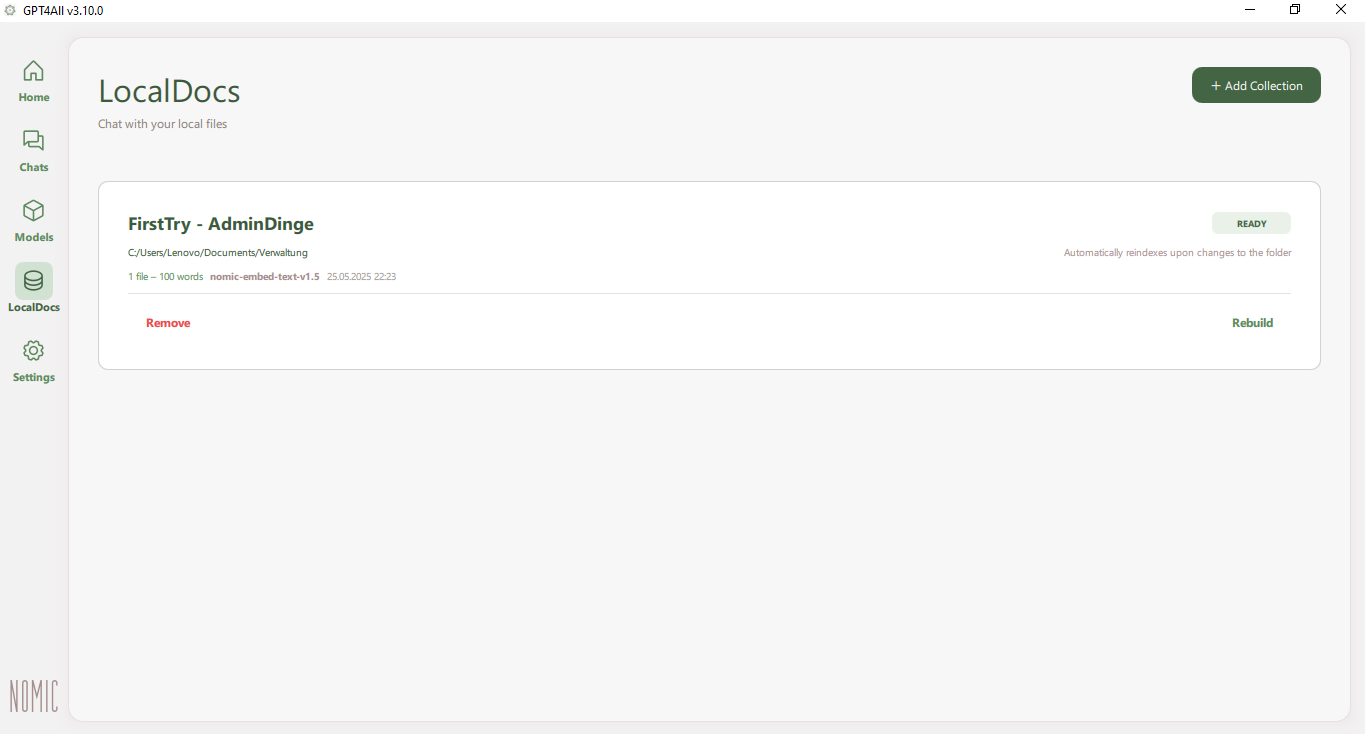 GPT4All v3.10.0
Home
Chats
Models
LocalDocs
Settings
NOMIC
LocalDocs
Chat with your local files
+ Add Collection
FirstTry - AdminDinge
READY
C:/Users/Lenovo/Documents/Verwaltung
Automatically reindexes upon changes to the folder
1 file – 100 words nomic-embed-text-v1.5 25.05.2025 22:23
Remove
Rebuild